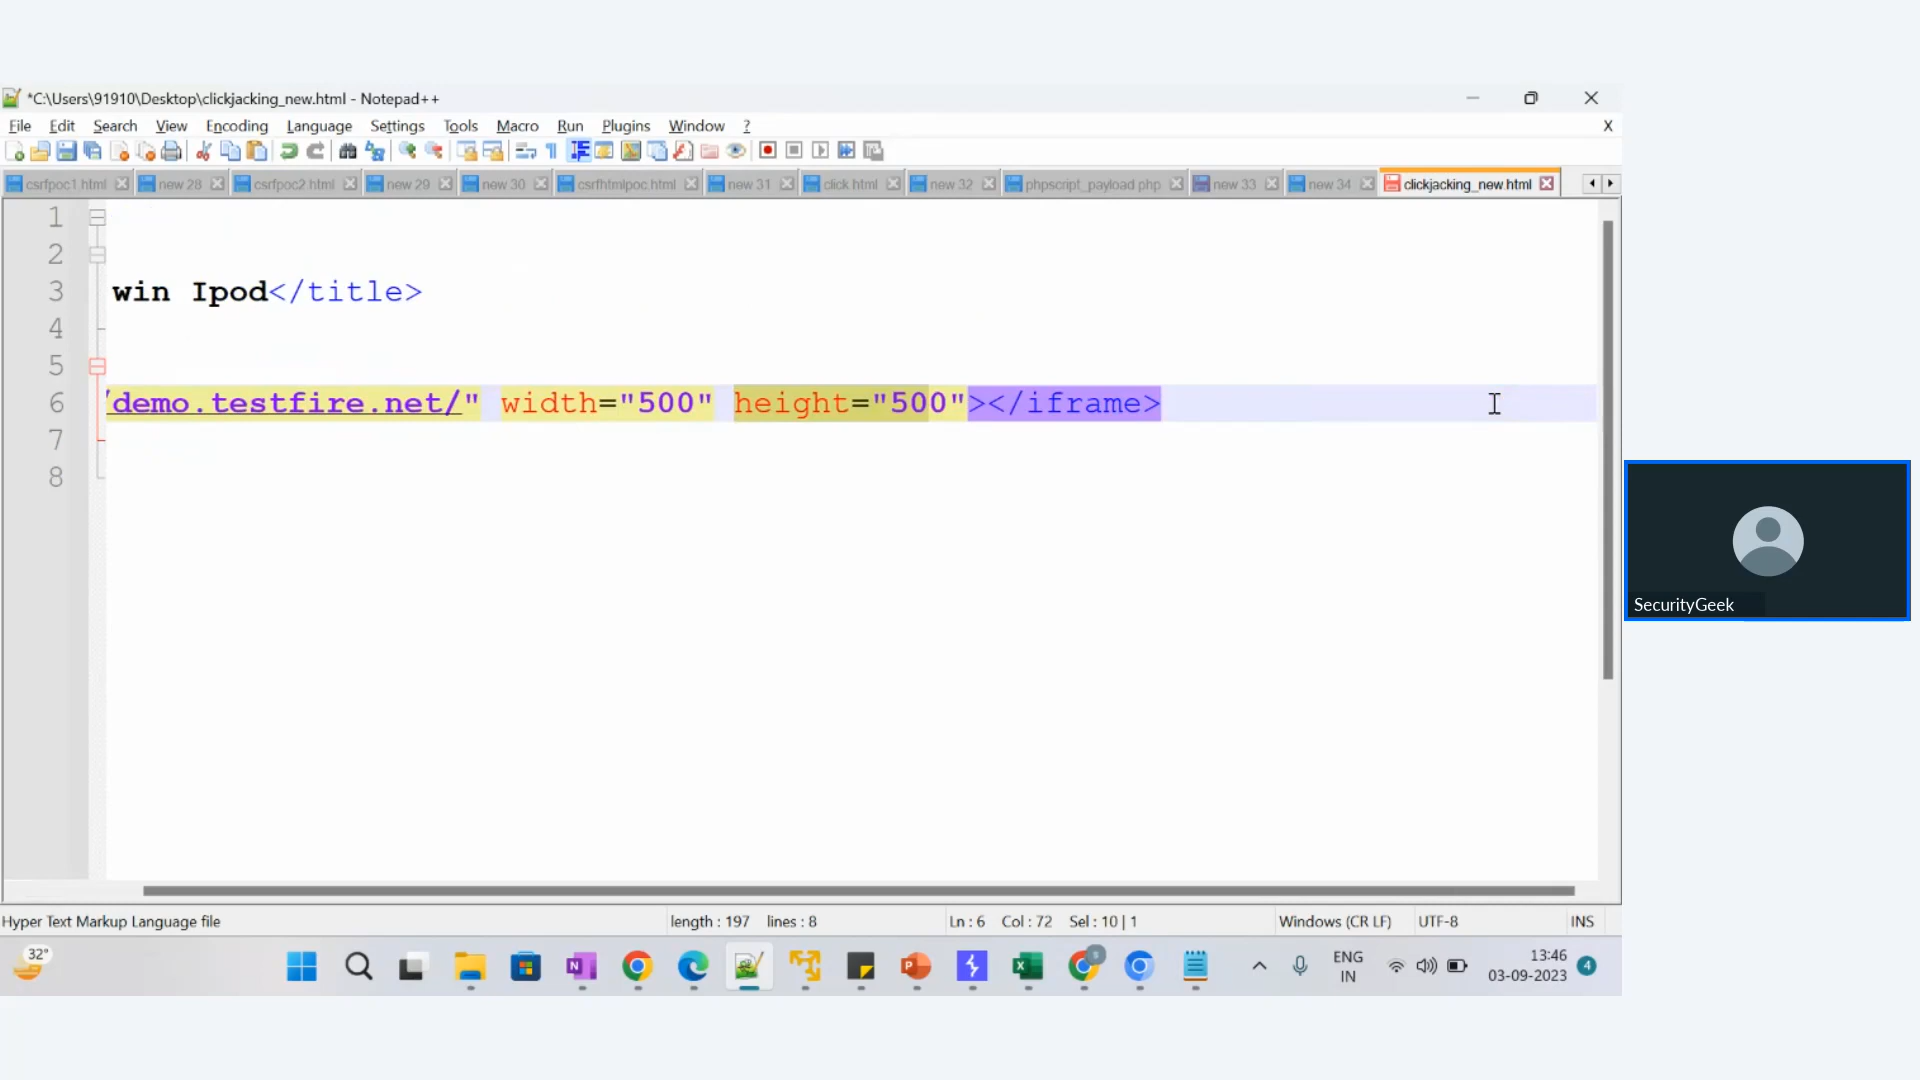 *C:\Users\91910\Desktop\clickjacking_new.html - Notepad++
File Edit Search View Encoding Language Settings Tools Macro Run Plugins Window ? X
csrfpoc1.html new 28 csrfpoc2.html new 29 new 30 csrfhtmlpoc.html new 31 click.html new 32 phpscript_payload.php new 33 new 34 clickjacking_new.html
1
2
3 win Ipod</title>
4
5
6 /demo.testfire.net/" width="500" height="500"></iframe>
7
8
SecurityGeek
Hyper Text Markup Language file length : 197 lines : 8 Ln : 6 Col : 72 Sel : 10 | 1 Windows (CR LF) UTF-8 INS
32° ENG 13:46
IN 03-09-2023 4